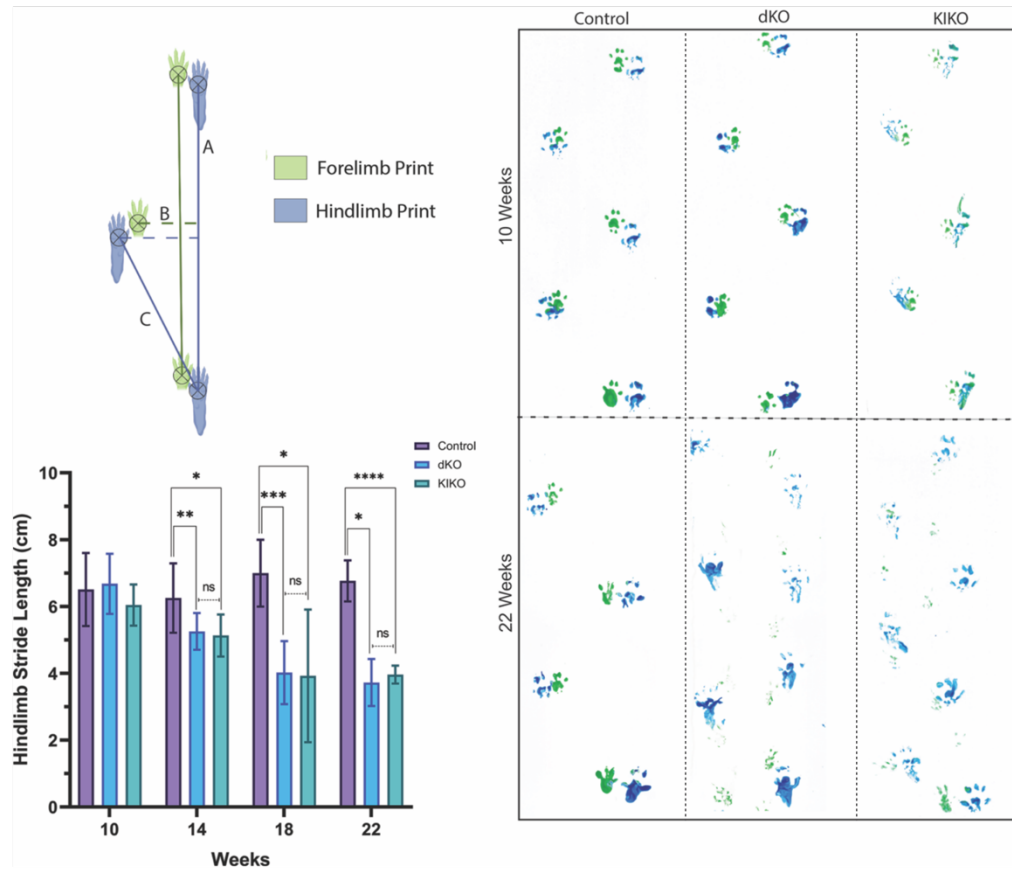 Control dKO KIKO
10 Weeks
22 Weeks
A
B
C
Forelimb Print
Hindlimb Print
Control
dKO
KIKO
Hindlimb Stride Length (cm)
10
8
6
4
2
0
* * ****
** *** *
ns ns ns
10 14 18 22
Weeks